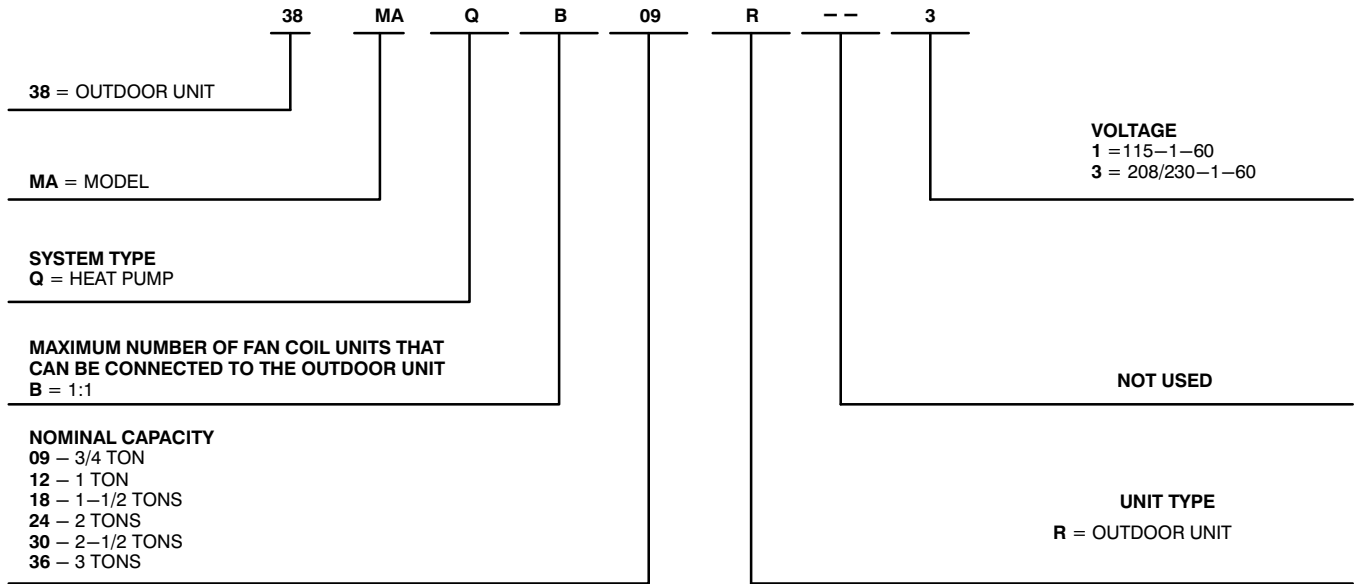 38 MA Q B 09 R – – 3
38 = OUTDOOR UNIT
MA = MODEL
SYSTEM TYPE
Q = HEAT PUMP
MAXIMUM NUMBER OF FAN COIL UNITS THAT
CAN BE CONNECTED TO THE OUTDOOR UNIT
B = 1:1
NOMINAL CAPACITY
09 – 3/4 TON
12 – 1 TON
18 – 1–1/2 TONS
24 – 2 TONS
30 – 2–1/2 TONS
36 – 3 TONS
VOLTAGE
1 =115–1–60
3 = 208/230–1–60
NOT USED
UNIT TYPE
R = OUTDOOR UNIT